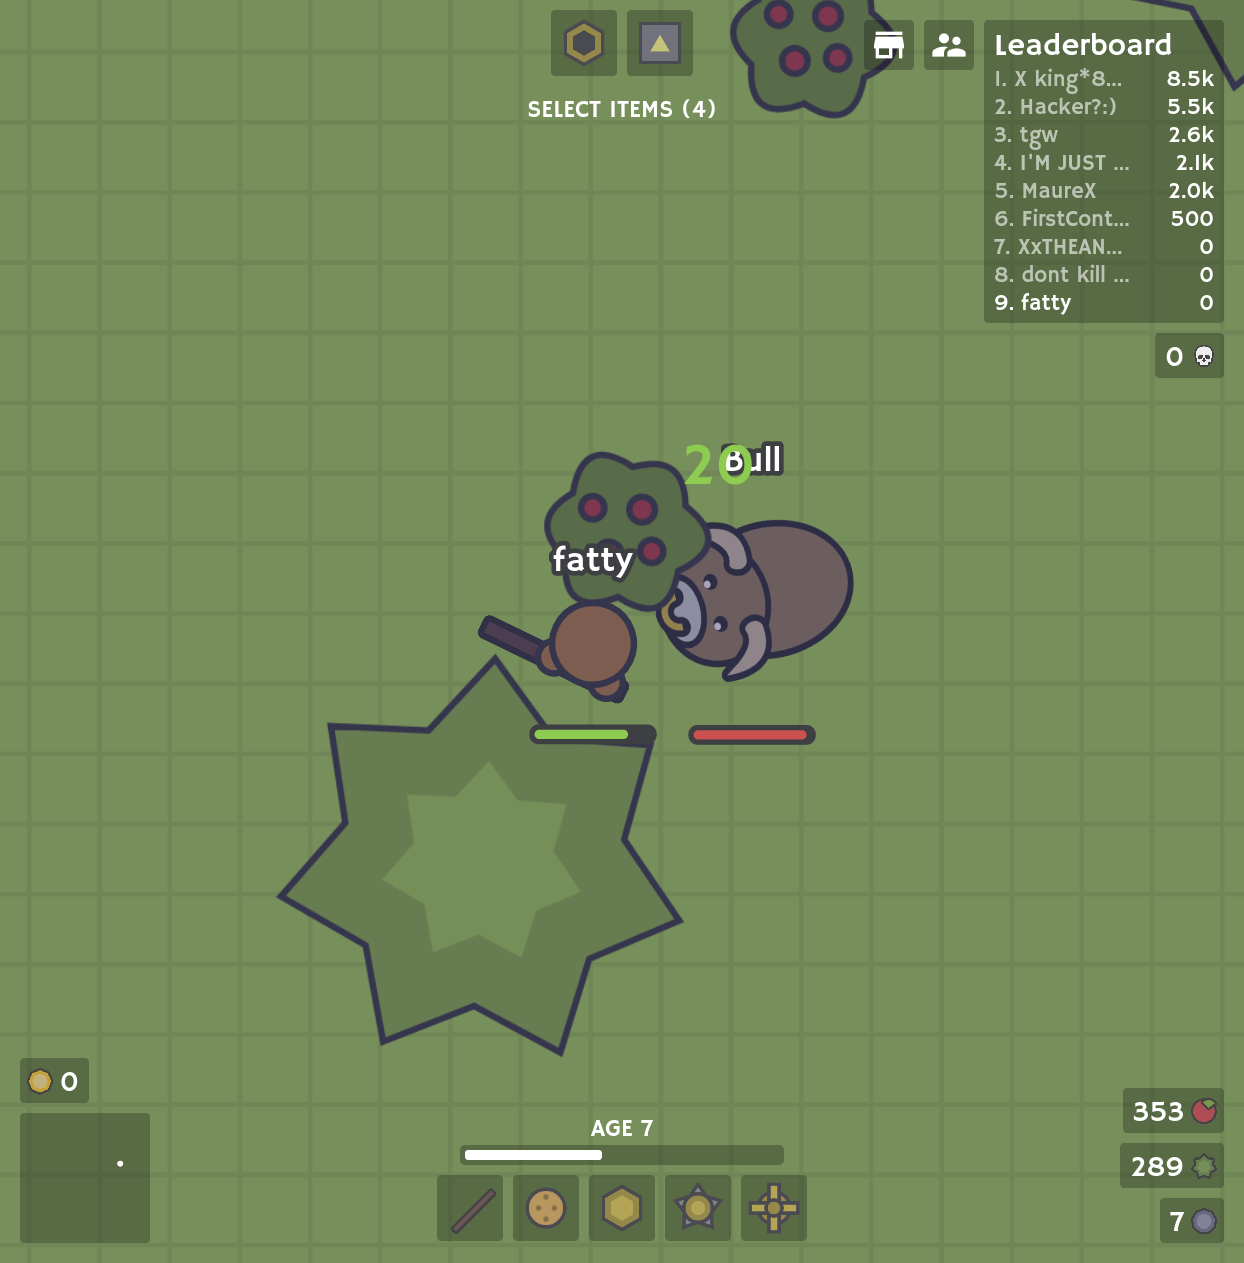 SELECT ITEMS (4)
Leaderboard
1. X king*8... 8.5k
2. Hacker?:) 5.5k
3. tgw 2.6k
4. I'M JUST ... 2.1k
5. MaureX 2.0k
6. FirstCont... 500
7. XxTHEAN... 0
8. dont kill ... 0
9. fatty 0
0
20
Bull
fatty
0
AGE 7
353
289
7